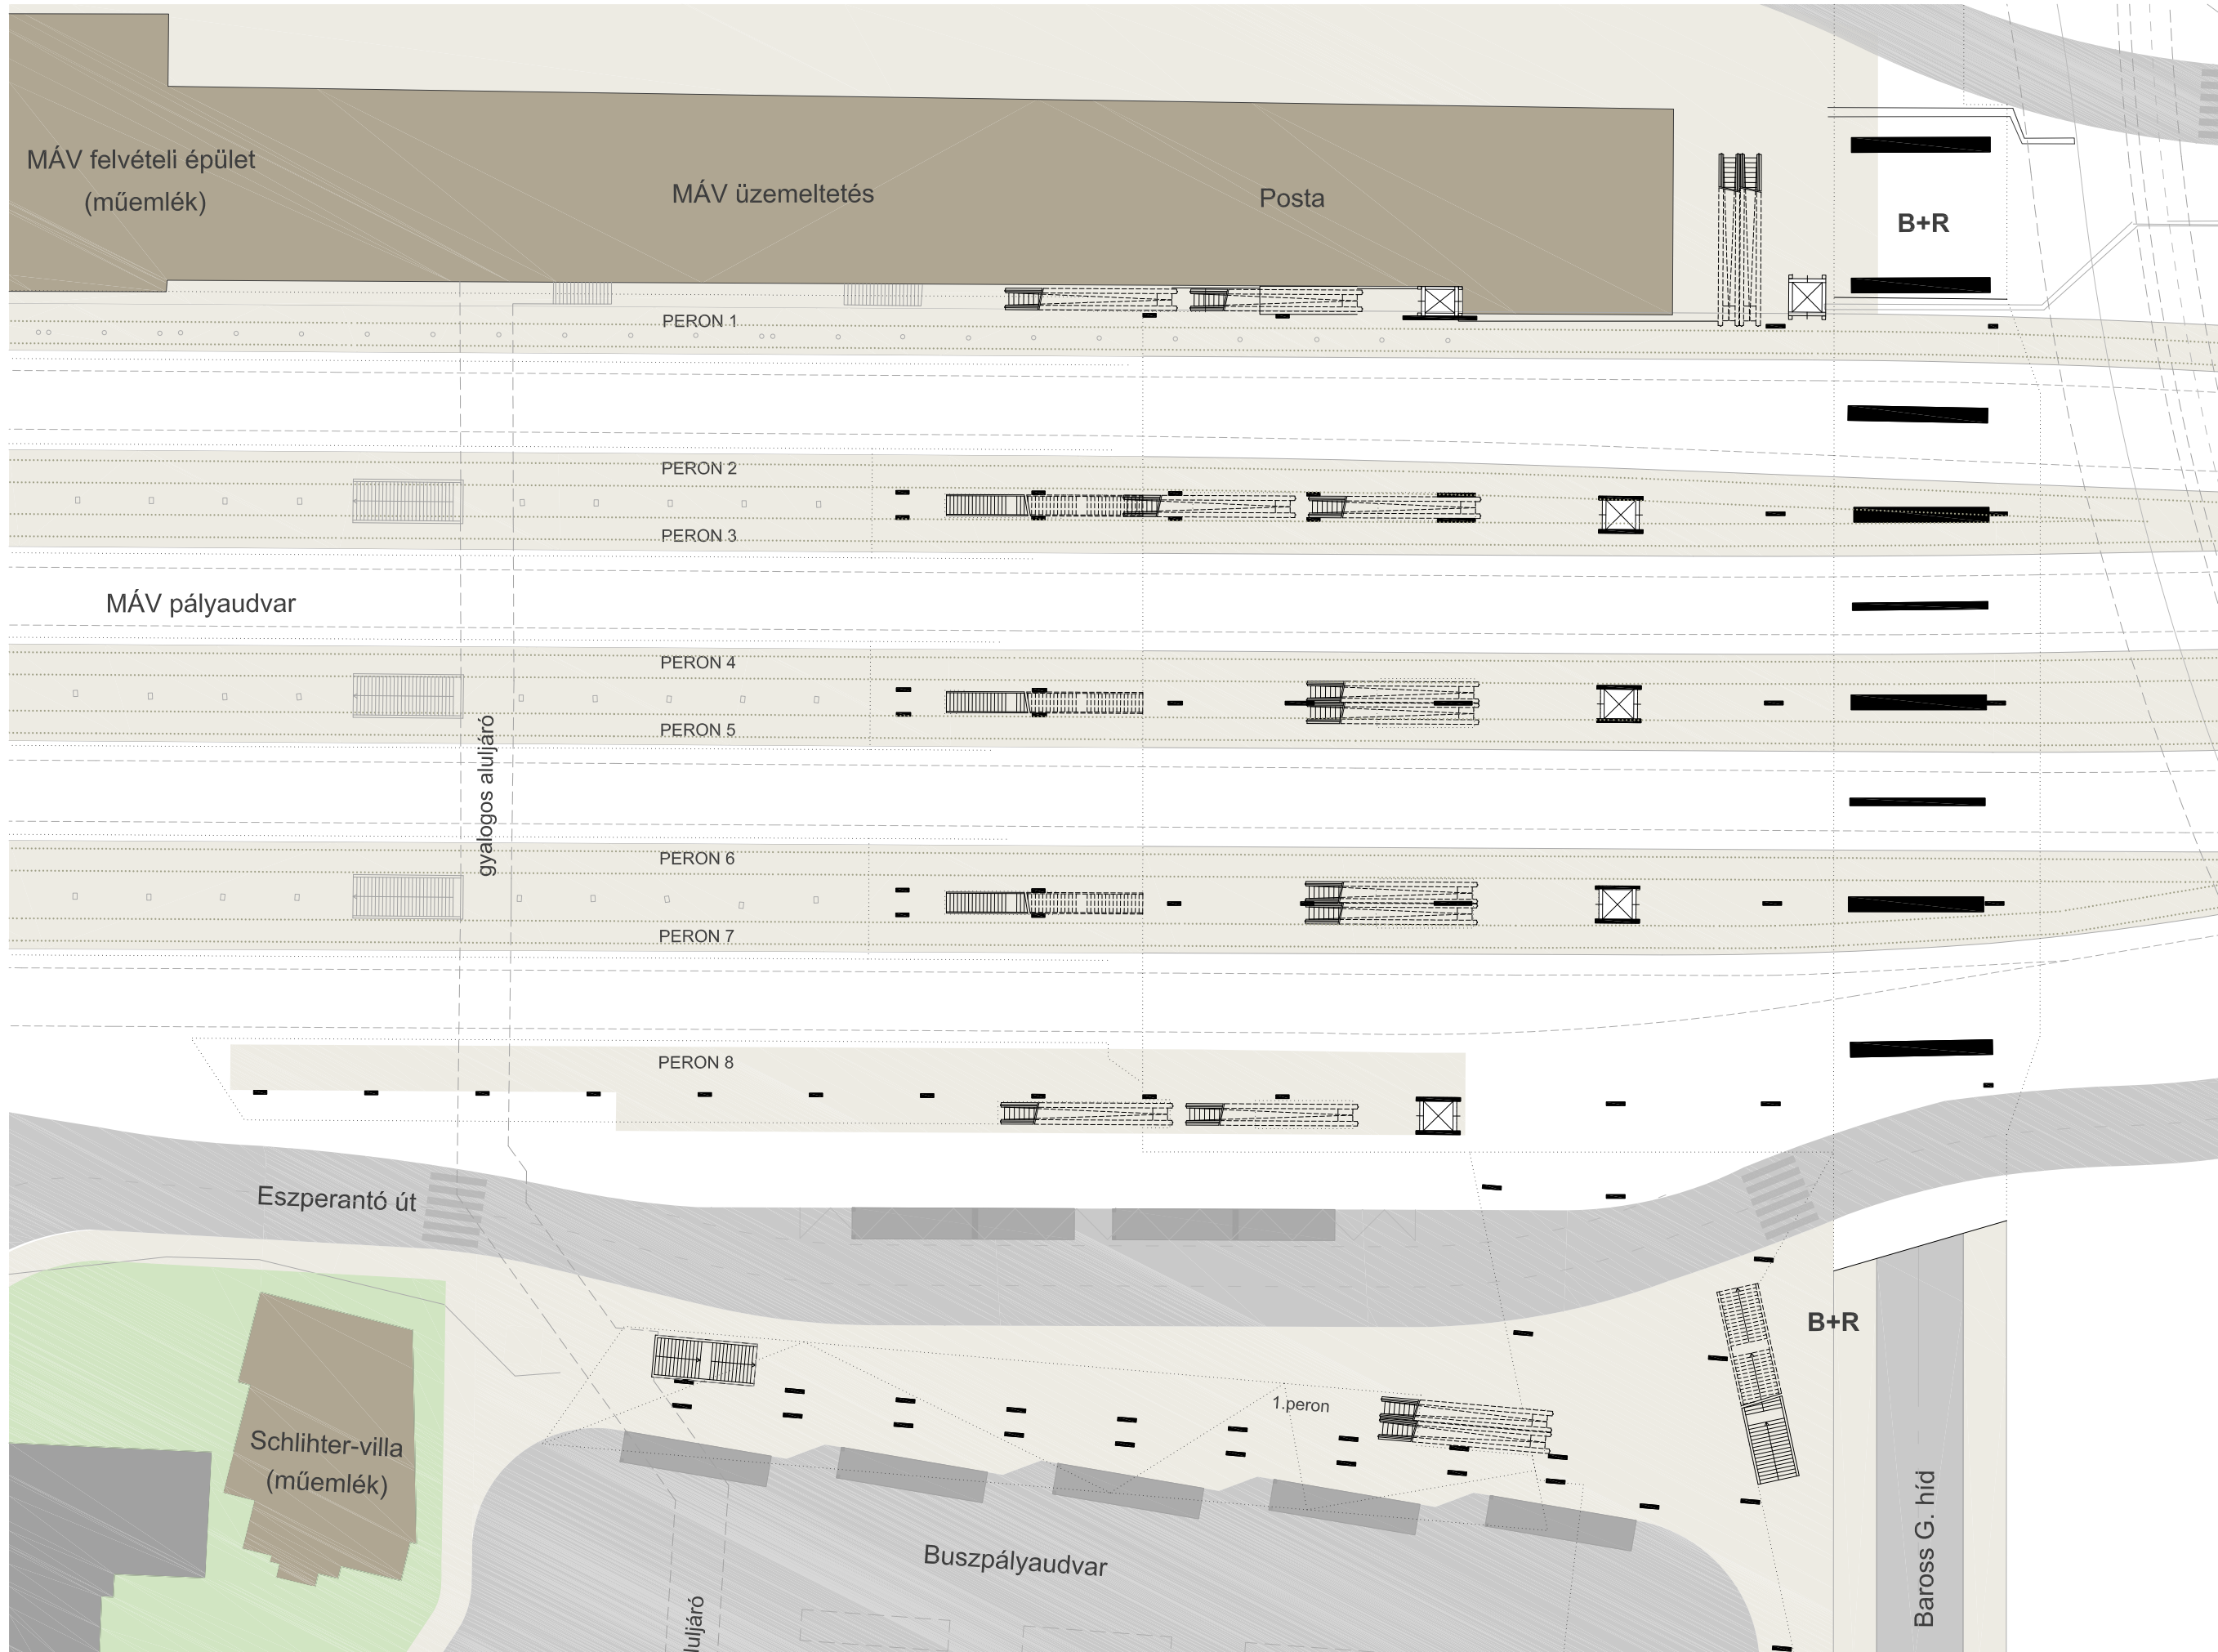 MÁV felvételi épület
(műemlék)
MÁV üzemeltetés
Posta
B+R
PERON 1
PERON 2
PERON 3
MÁV pályaudvar
PERON 4
PERON 5
gyalogos aluljáró
PERON 6
PERON 7
PERON 8
Eszperantó út
B+R
1.peron
Schlihter-villa
(műemlék)
Buszpályaudvar
Baross G. híd
luljáró